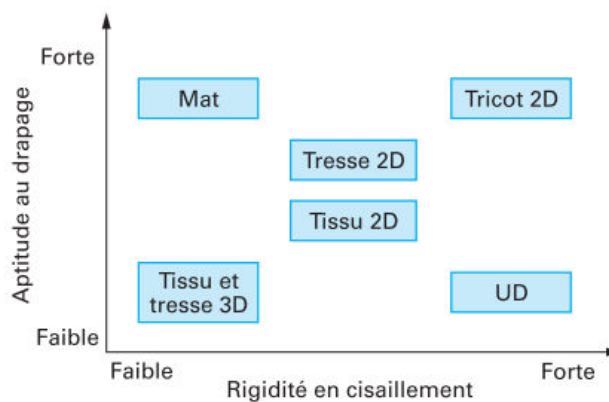 Forte
Mat
Tricot 2D
Tresse 2D
Tissu 2D
Tissu et
tresse 3D
UD
Aptitude au drapage
Faible
Faible
Forte
Rigidité en cisaillement